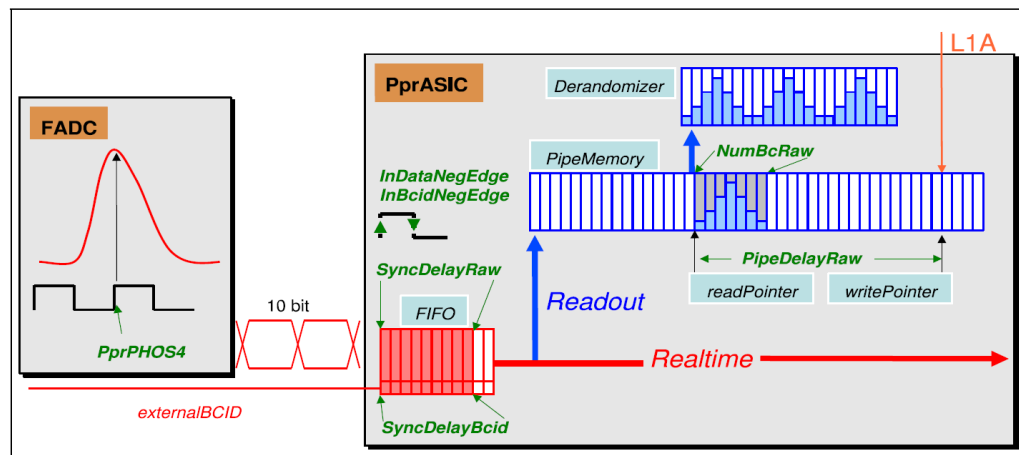 L1A
PprASIC
Derandomizer
FADC
PipeMemory
NumBcRaw
InDataNegEdge
InBcidNegEdge
PipeDelayRaw
SyncDelayRaw
readPointer
writePointer
Readout
10 bit
FIFO
PprPHOS4
Realtime
externalBCID
SyncDelayBcid